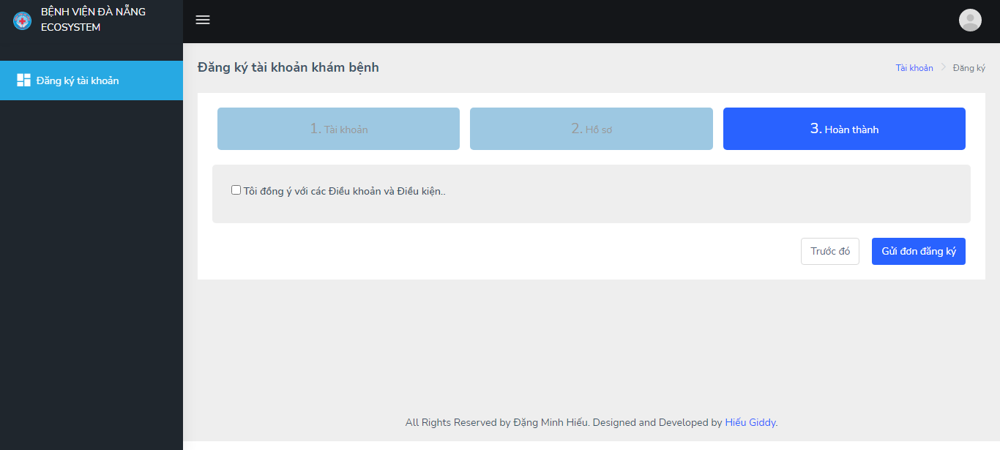 BỆNH VIỆN ĐÀ NẴNG
ECOSYSTEM
Đăng ký tài khoản
Đăng ký tài khoản khám bệnh
Tài khoản > Đăng ký
1. Tài khoản
2. Hồ sơ
3. Hoàn thành
Tôi đồng ý với các Điều khoản và Điều kiện..
Trước đó
Gửi đơn đăng ký
All Rights Reserved by Đặng Minh Hiếu. Designed and Developed by Hiếu Giddy.